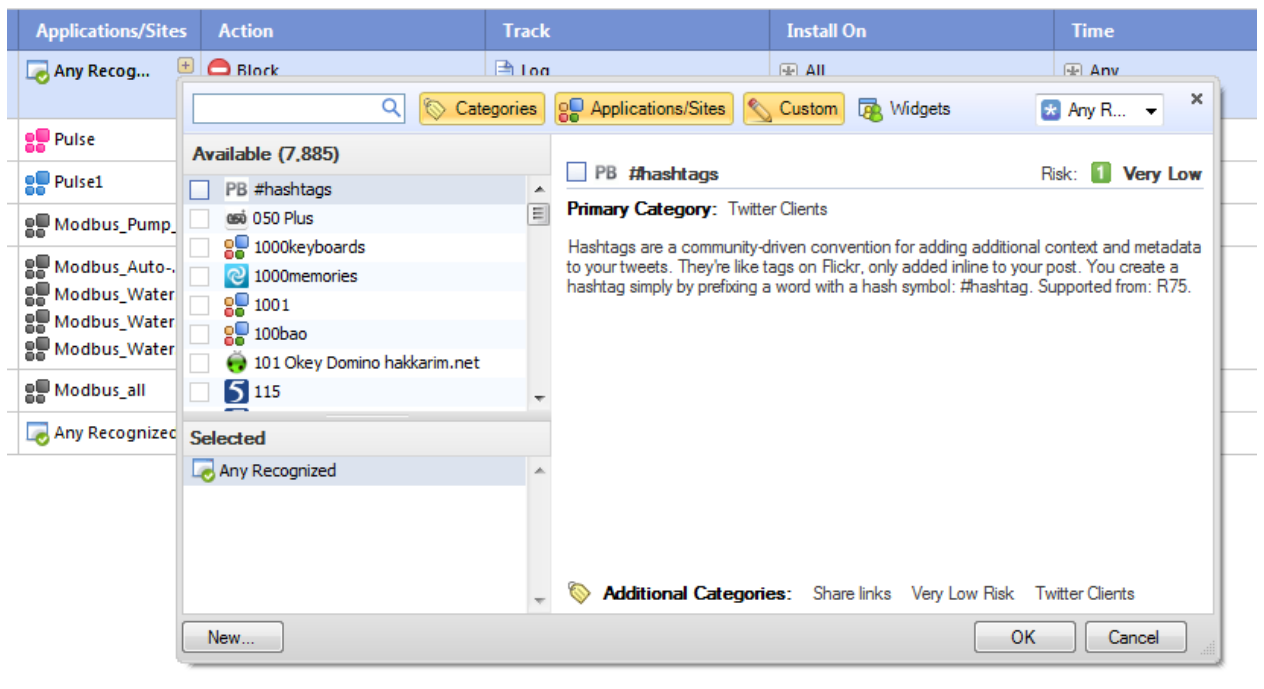 Applications/Sites Action Track Install On Time
Any Recog... Block Log All Any
Pulse
Pulse1
Modbus_Pump_
Modbus_Auto-.
Modbus_Water
Modbus_Water
Modbus_Water
Modbus_all
Any Recognized
Categories Applications/Sites Custom Widgets Any R...
Available (7,885)
PB #hashtags
050 Plus
1000keyboards
1000memories
1001
100bao
101 Okey Domino hakkarim.net
5 115
Selected
Any Recognized
PB #hashtags Risk: 1 Very Low
Primary Category: Twitter Clients
Hashtags are a community-driven convention for adding additional context and metadata
to your tweets. They're like tags on Flickr, only added inline to your post. You create a
hashtag simply by prefixing a word with a hash symbol: #hashtag. Supported from: R75.
Additional Categories: Share links Very Low Risk Twitter Clients
New... OK Cancel